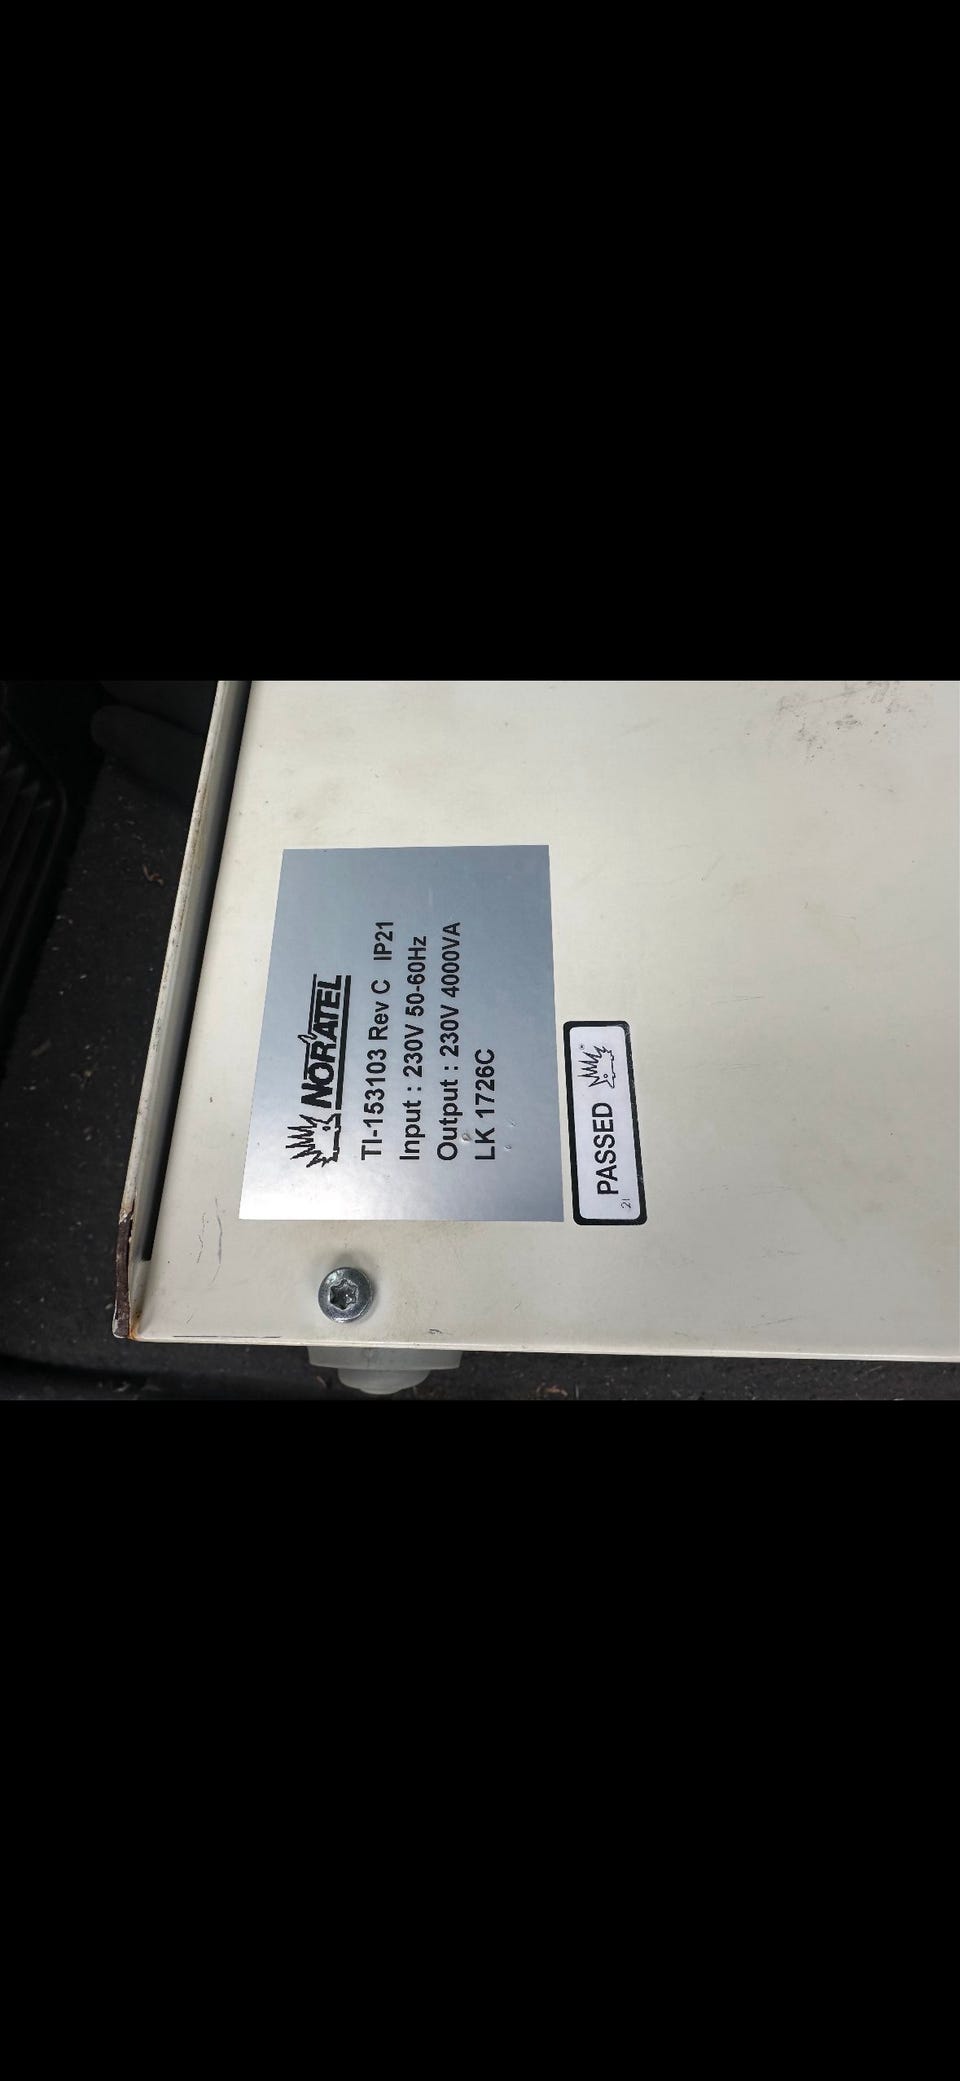 NORATEL
TI-153103 Rev C IP21
Input : 230V 50-60Hz
Output : 230V 4000VA
LK 1726C
PASSED
21